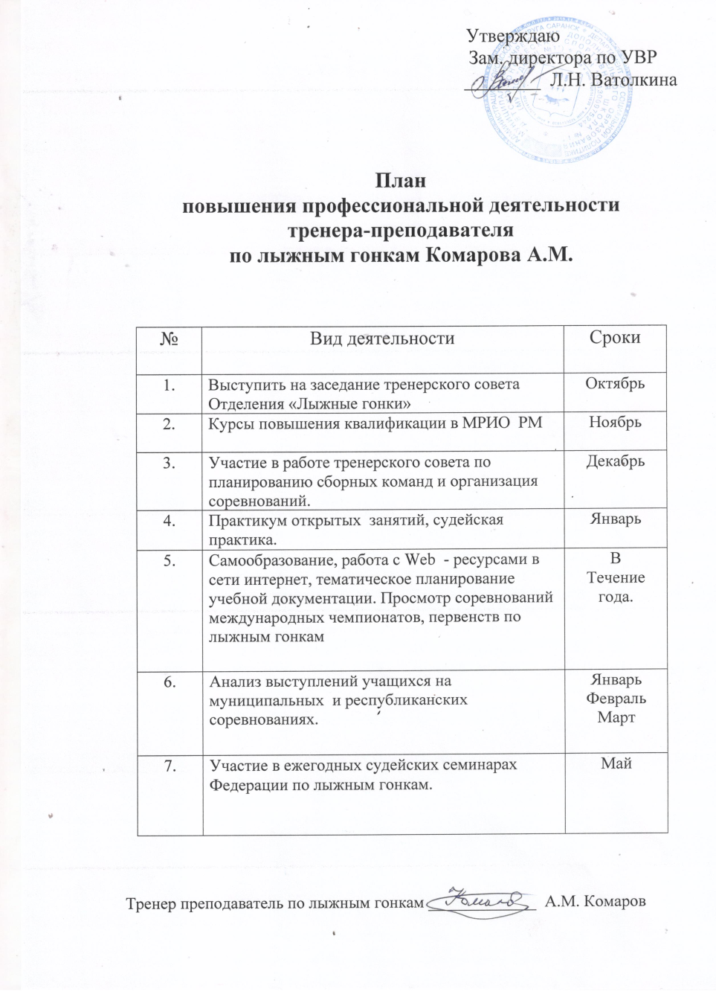 Утверждаю
Зам. директора по УВР
Л.Н. Ватолкина
План
повышения профессиональной деятельности
тренера-преподавателя
по лыжным гонкам Комарова А.М.
№ Вид деятельности Сроки
1. Выступить на заседание тренерского совета Октябрь
Отделения «Лыжные гонки»
2. Курсы повышения квалификации в МРИО РМ Ноябрь
3. Участие в работе тренерского совета по Декабрь
планированию сборных команд и организация
соревнований.
4. Практикум открытых занятий, судейская Январь
практика.
5. Самообразование, работа с Web - ресурсами в В
сети интернет, тематическое планирование Течение
учебной документации. Просмотр соревнований года.
международных чемпионатов, первенств по
лыжным гонкам
6. Анализ выступлений учащихся на Январь
муниципальных и республиканских Февраль
соревнованиях. Март
7. Участие в ежегодных судейских семинарах Май
Федерации по лыжным гонкам.
Тренер преподаватель по лыжным гонкам Комаров А.М. Комаров